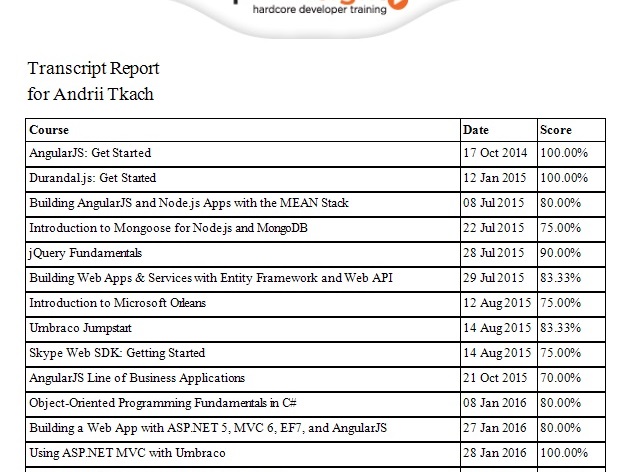 hardcore developer training
Transcript Report
for Andrii Tkach
Course Date Score
AngularJS: Get Started 17 Oct 2014 100.00%
Durandal.js: Get Started 12 Jan 2015 100.00%
Building AngularJS and Node.js Apps with the MEAN Stack 08 Jul 2015 80.00%
Introduction to Mongoose for Node.js and MongoDB 22 Jul 2015 75.00%
jQuery Fundamentals 28 Jul 2015 90.00%
Building Web Apps & Services with Entity Framework and Web API 29 Jul 2015 83.33%
Introduction to Microsoft Orleans 12 Aug 2015 75.00%
Umbraco Jumpstart 14 Aug 2015 83.33%
Skype Web SDK: Getting Started 14 Aug 2015 75.00%
AngularJS Line of Business Applications 21 Oct 2015 70.00%
Object-Oriented Programming Fundamentals in C# 08 Jan 2016 80.00%
Building a Web App with ASP.NET 5, MVC 6, EF7, and AngularJS 27 Jan 2016 80.00%
Using ASP.NET MVC with Umbraco 28 Jan 2016 100.00%